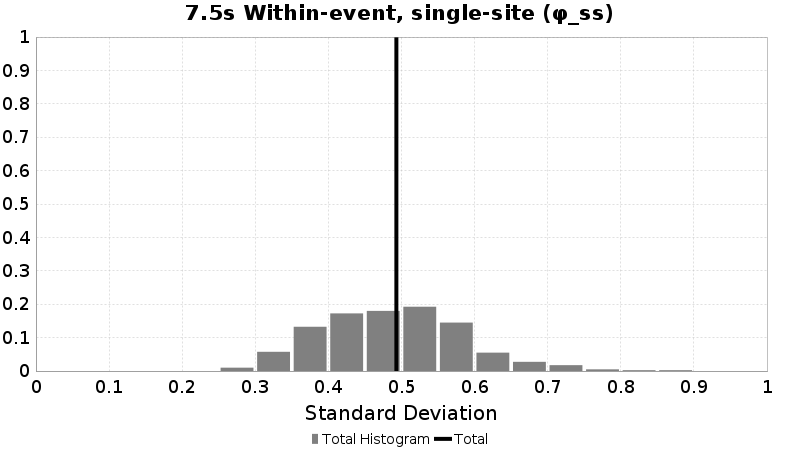 7.5s Within-event, single-site (φ_ss)
1
0.9
0.8
0.7
0.6
0.5
0.4
0.3
0.2
0.1
0
0 0.1 0.2 0.3 0.4 0.5 0.6 0.7 0.8 0.9 1
Standard Deviation
Total Histogram Total